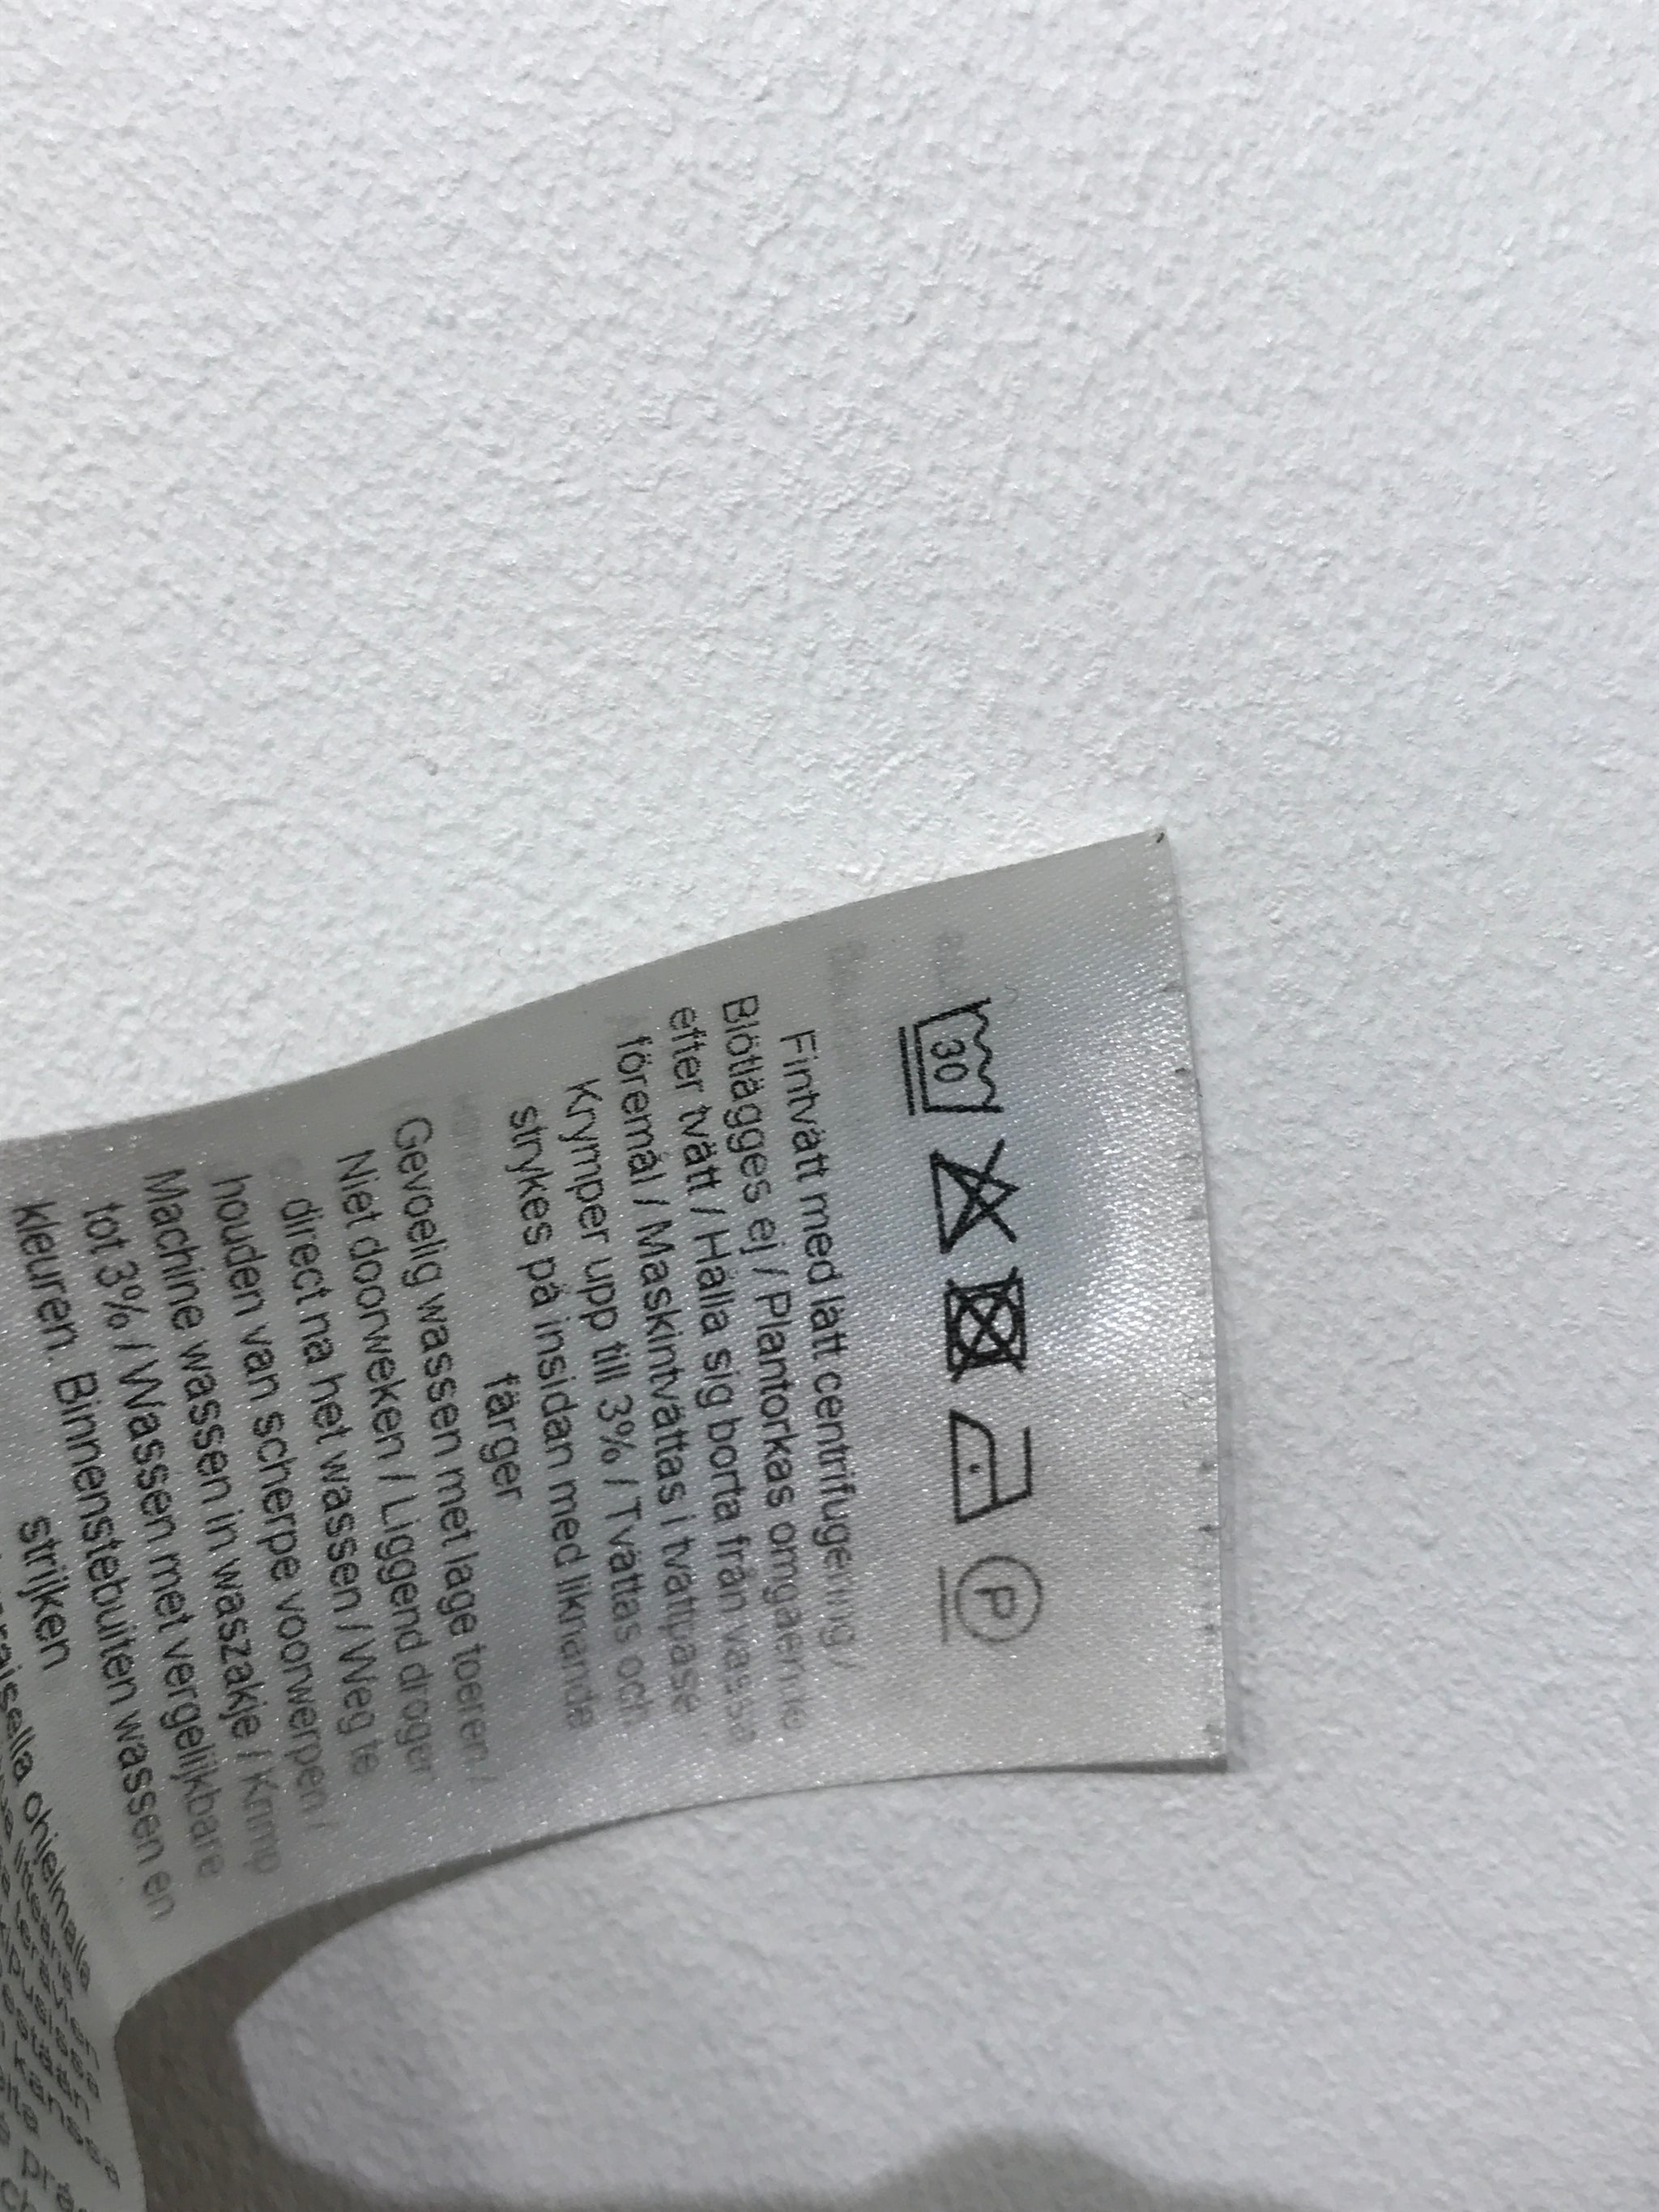 30
P
Fintvätt med lätt centrifugering /
Blötlägges ej / Plantorkas omgående
efter tvätt / Hålla sig borta från vassa
föremål / Maskintvättas i tvättpåse
Krymper upp till 3% / Tvättas och
strykes på insidan med liknande
färger
Gevoelig wassen met lage toeren /
Niet doorweken / Liggend droger
direct na het wassen / Weg te
houden van scherpe voorwerpen /
Machine wassen in waszakje / Krimp
tot 3% / Wassen met vergelijkbare
kleuren. Binnenstebuiten wassen en
strijken
ohjelmalla